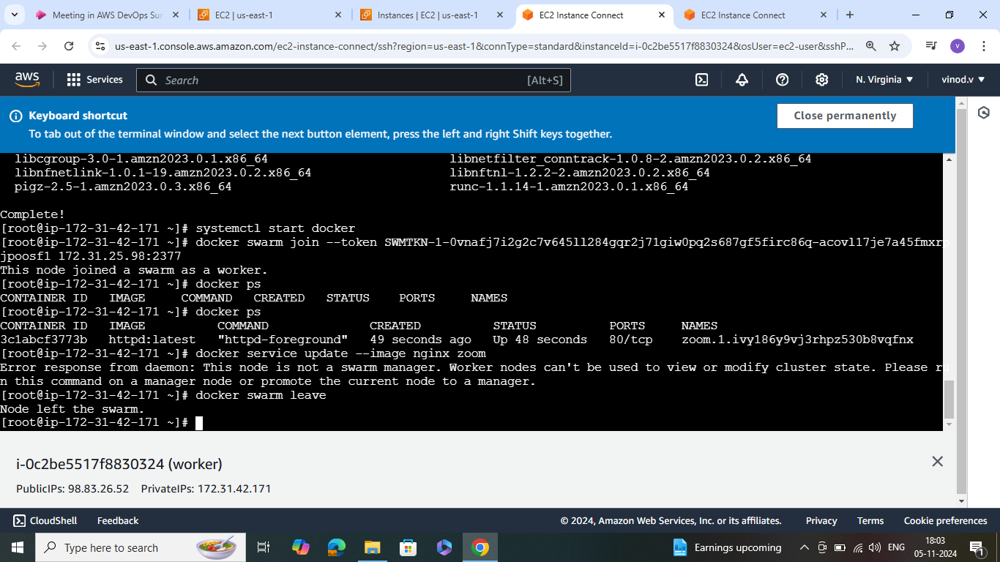 Meeting in AWS DevOps Sur
EC2 | us-east-1
Instances | EC2 | us-east-1
EC2 Instance Connect
EC2 Instance Connect
us-east-1.console.aws.amazon.com/ec2-instance-connect/ssh?region=us-east-1&connType=standard&instanceId=i-0c2be5517f8830324&osUser=ec2-user&sshP...
V
aws
Services
Search
[Alt+S]
N. Virginia
vinod.v
Keyboard shortcut
To tab out of the terminal window and select the next button element, press the left and right Shift keys together.
Close permanently
libcgroup-3.0-1.amzn2023.0.1.x86_64 libnetfilter_conntrack-1.0.8-2.amzn2023.0.2.x86_64
libnfnetlink-1.0.1-19.amzn2023.0.2.x86_64 libnftnl-1.2.2-2.amzn2023.0.2.x86_64
pigz-2.5-1.amzn2023.0.3.x86_64 runc-1.1.14-1.amzn2023.0.1.x86_64
Complete!
[root@ip-172-31-42-171 ~]# systemctl start docker
[root@ip-172-31-42-171 ~]# docker swarm join --token SWMTKN-1-0vnafj7i2g2c7v645ll284gqr2j71giw0pq2s687gf5firc86q-acovl17je7a45fmxrp
jpoosf1 172.31.25.98:2377
This node joined a swarm as a worker.
[root@ip-172-31-42-171 ~]# docker ps
CONTAINER ID IMAGE COMMAND CREATED STATUS PORTS NAMES
[root@ip-172-31-42-171 ~]# docker ps
CONTAINER ID IMAGE COMMAND CREATED STATUS PORTS NAMES
3c1abcf3773b httpd:latest "httpd-foreground" 49 seconds ago Up 48 seconds 80/tcp zoom.1.ivy186y9vj3rhpz530b8vqfnx
[root@ip-172-31-42-171 ~]# docker service update --image nginx zoom
Error response from daemon: This node is not a swarm manager. Worker nodes can't be used to view or modify cluster state. Please ru
n this command on a manager node or promote the current node to a manager.
[root@ip-172-31-42-171 ~]# docker swarm leave
Node left the swarm.
[root@ip-172-31-42-171 ~]#
i-0c2be5517f8830324 (worker)
PublicIPs: 98.83.26.52 PrivateIPs: 172.31.42.171
CloudShell
Feedback
© 2024, Amazon Web Services, Inc. or its affiliates.
Privacy
Terms
Cookie preferences
Type here to search
Earnings upcoming
ENG
18:03
05-11-2024
1